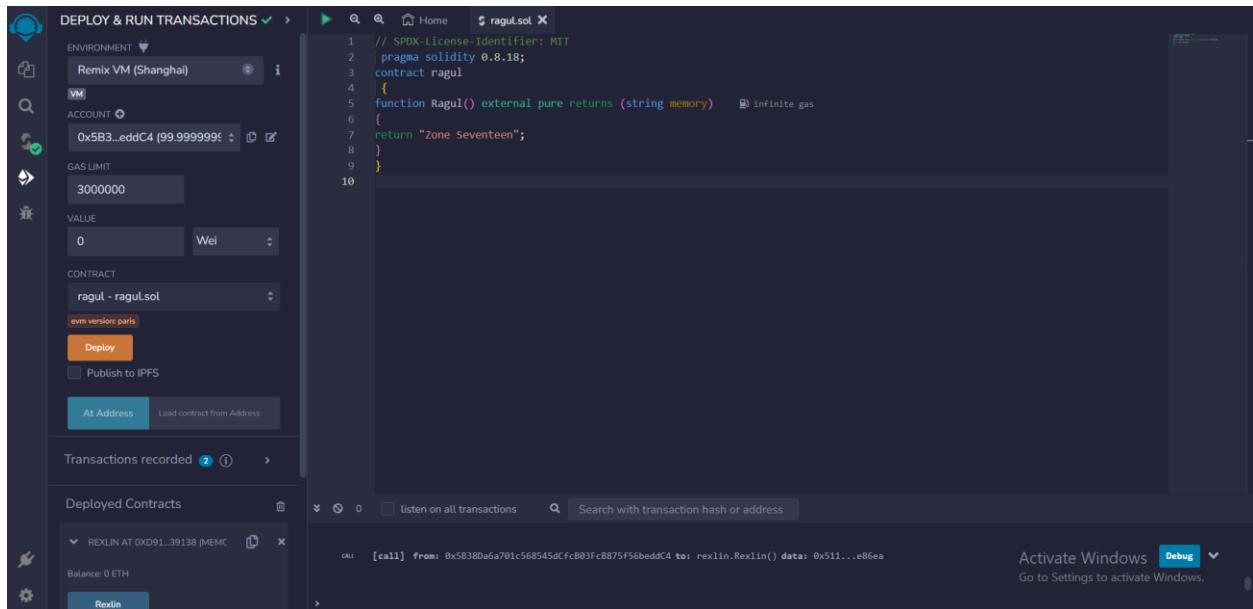 DEPLOY & RUN TRANSACTIONS
ENVIRONMENT
Remix VM (Shanghai)
VM
ACCOUNT
0x5B3...eddC4 (99.9999999
GAS LIMIT
3000000
VALUE
0 Wei
CONTRACT
ragul - ragul.sol
evm version: paris
Deploy
Publish to IPFS
At Address Load contract from Address
Transactions recorded 2 i
Deployed Contracts
REXLIN AT 0XD91...39138 (MEMO
Balance: 0 ETH
Rexlin
Home ragul.sol
1 // SPDX-License-Identifier: MIT
2 pragma solidity 0.8.18;
3 contract ragul
4 {
5 function Ragul() external pure returns (string memory) infinite gas
6 {
7 return "Zone Seventeen";
8 }
9 }
10
0 listen on all transactions Search with transaction hash or address
CALL [call] from: 0x5B38Da6a701c568545dCfcB03FcB875f56beddC4 to: rexlin.Rexlin() data: 0x511...e86ea Debug
Activate Windows
Go to Settings to activate Windows.
>